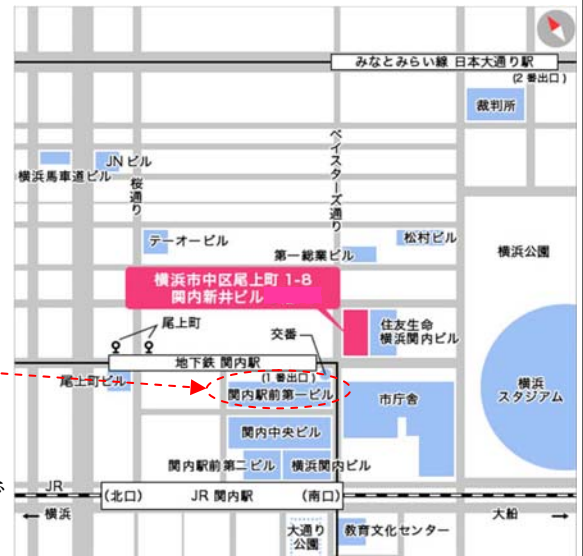 みなとみらい線 日本大通り駅
(2番出口)
裁判所
JNビル
横浜馬車道ビル
桜通り
ベイスターズ通り
テーオービル
松村ビル
第一総業ビル
横浜公園
横浜市中区尾上町 1-8
関内新井ビル
尾上町
交番
住友生命
横浜関内ビル
地下鉄 関内駅
(1番出口)
尾上町ビル
関内駅前第一ビル
市庁舎
横浜
スタジアム
関内中央ビル
関内駅前第二ビル
横浜関内ビル
JR
(北口)
JR 関内駅
(南口)
← 横浜
大船 →
大通り
公園
教育文化センター